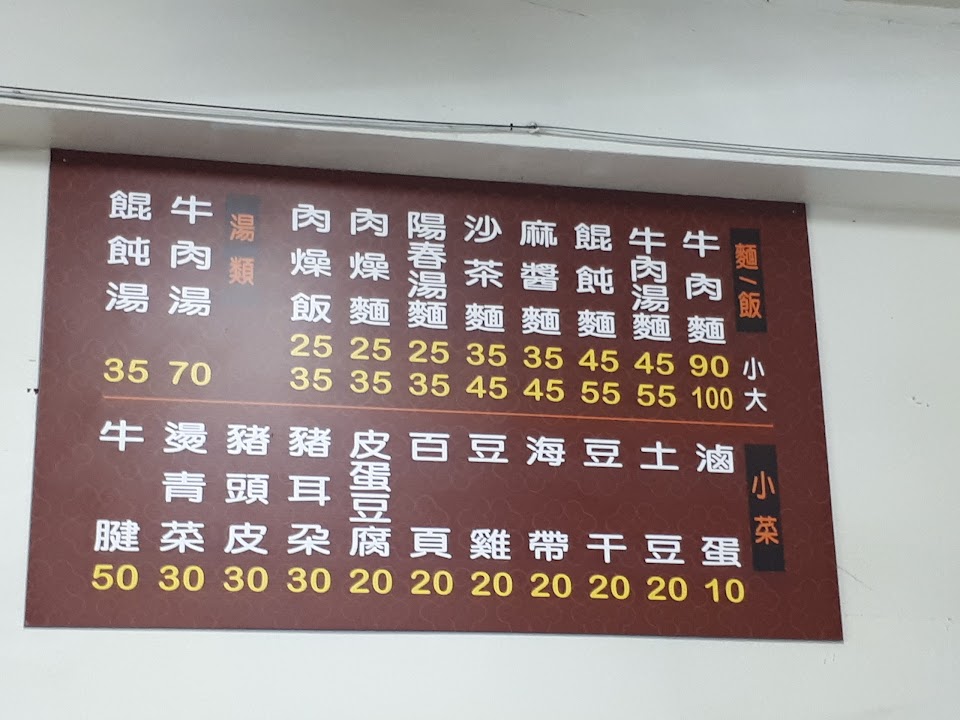 麵/飯
小
大
牛肉麵 90 100
牛肉湯麵 45 55
餛飩麵 45 55
麻醬麵 35 45
沙茶麵 35 45
陽春湯麵 25 35
肉燥麵 25 35
肉燥飯 25 35
湯類
牛肉湯 70
餛飩湯 35
小菜
滷蛋 10
土豆 20
豆干 20
海帶 20
豆雞 20
百頁 20
皮蛋豆腐 20
豬耳朶 30
豬頭皮 30
燙青菜 30
牛腱 50